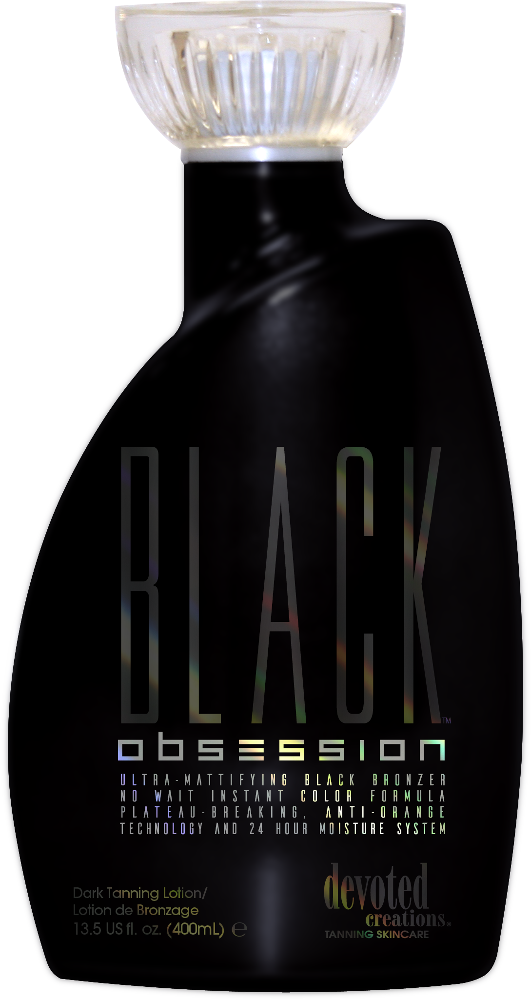 BLACK™
obsession
ULTRA-MATTIFYING BLACK BRONZER
NO WAIT INSTANT COLOR FORMULA
PLATEAU-BREAKING, ANTI-ORANGE
TECHNOLOGY AND 24 HOUR MOISTURE SYSTEM
Dark Tanning Lotion/
Lotion de Bronzage
13.5 US fl. oz. (400mL) ℮
devoted
creations®
TANNING SKINCARE